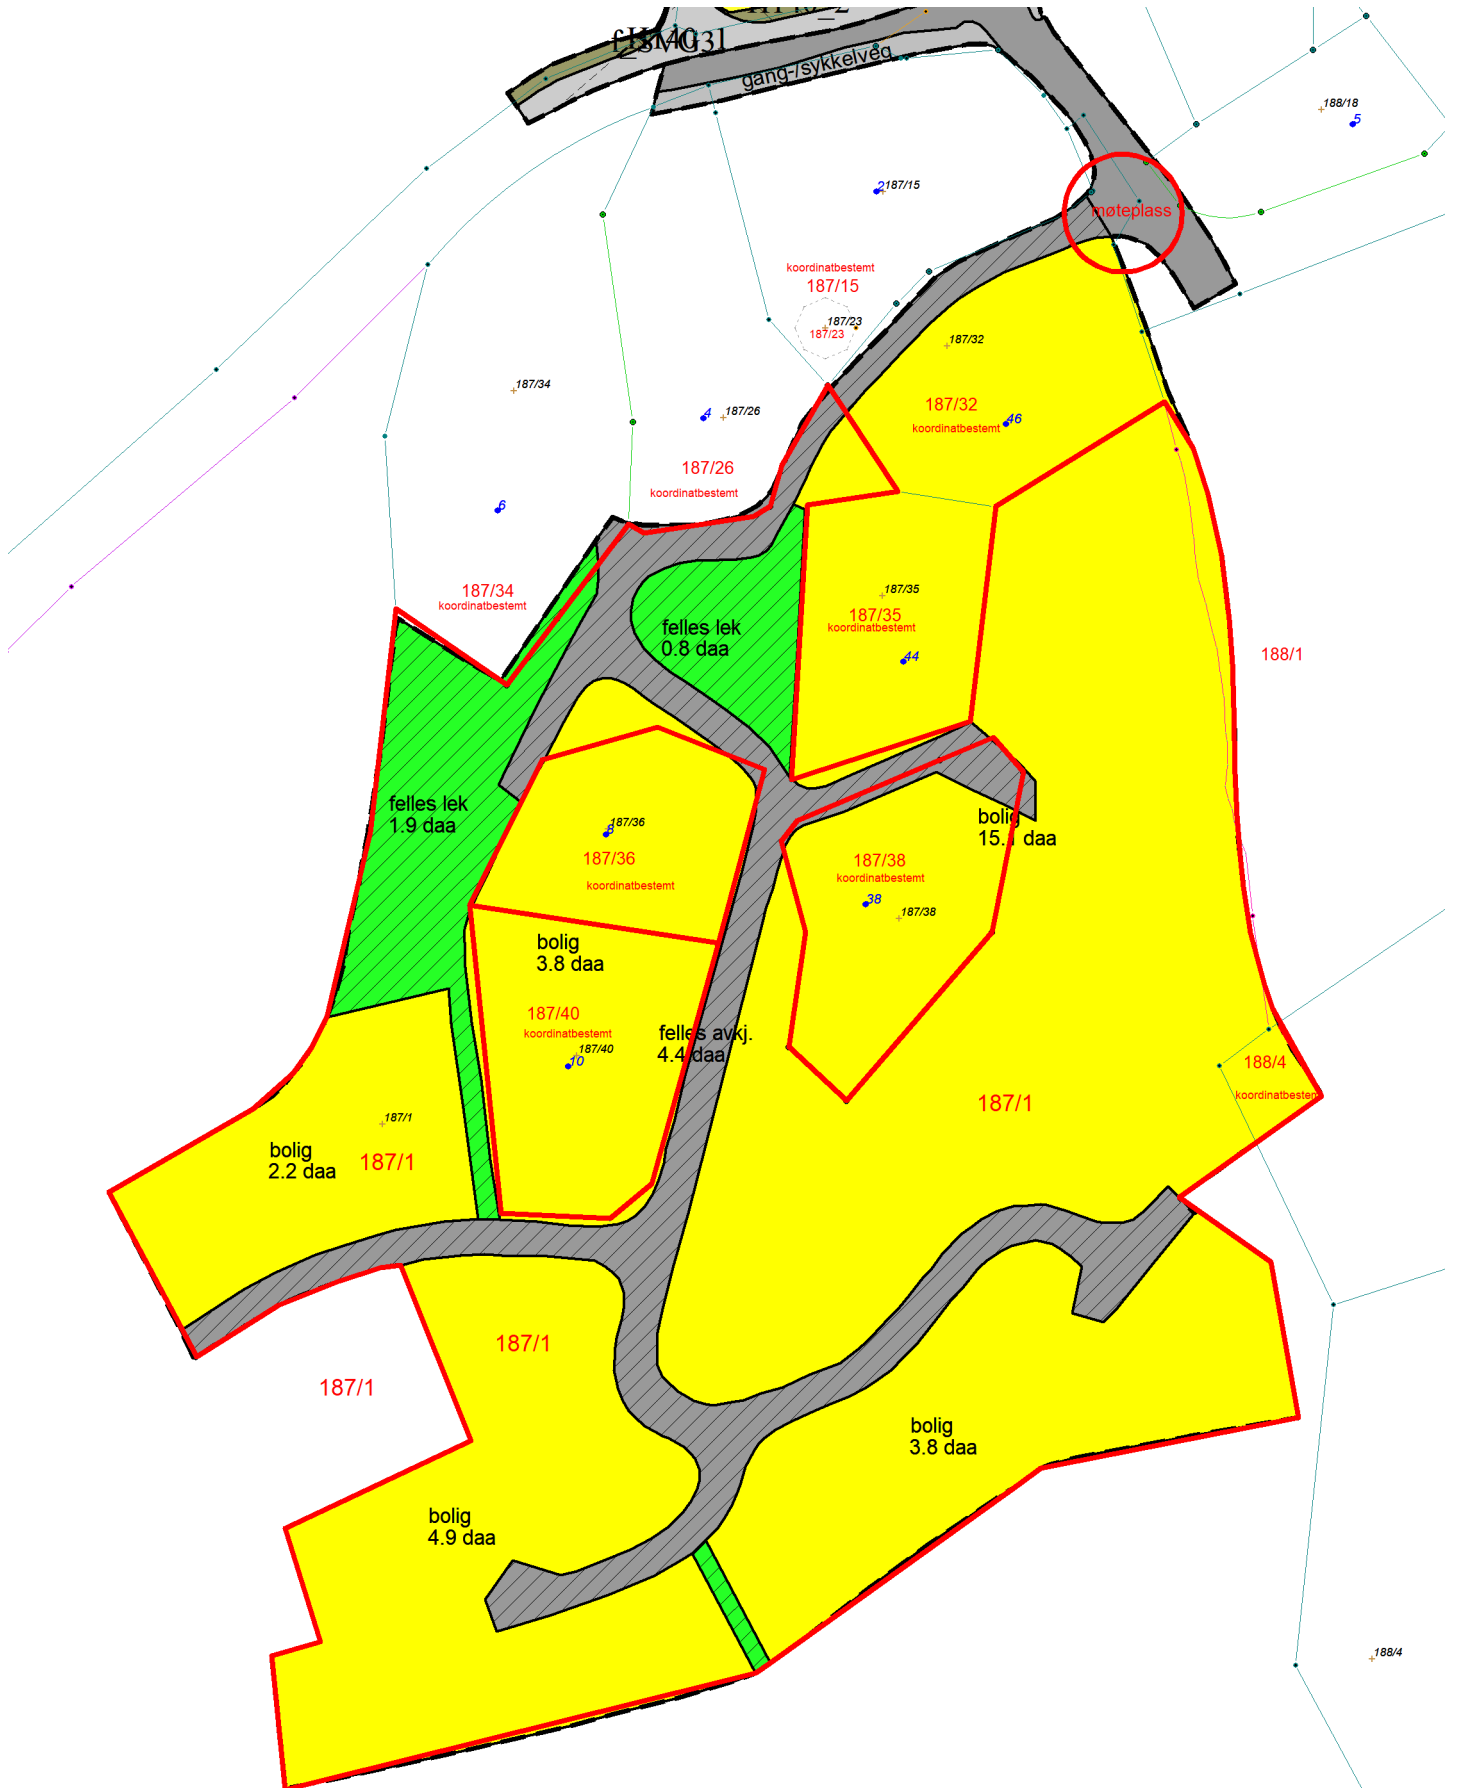 gang-/sykkelveg
188/18
5
2
187/15
møteplass
koordinatbestemt
187/15
187/23
187/23
187/32
187/34
4
187/26
187/32
46
koordinatbestemt
187/26
koordinatbestemt
6
187/34
koordinatbestemt
187/35
187/35
koordinatbestemt
felles lek
0.8 daa
44
188/1
felles lek
1.9 daa
187/36
8
187/36
koordinatbestemt
bolig
15.1 daa
187/38
koordinatbestemt
38
187/38
bolig
3.8 daa
187/40
koordinatbestemt
187/40
10
felles avkj.
4.4 daa
188/4
koordinatbestemt
187/1
187/1
bolig
2.2 daa
187/1
187/1
187/1
bolig
3.8 daa
bolig
4.9 daa
188/4